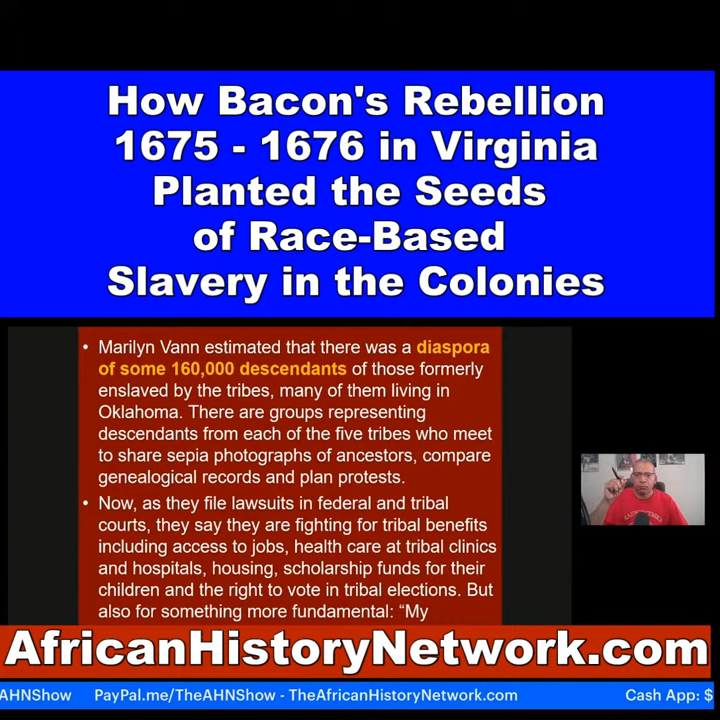 How Bacon's Rebellion
1675 - 1676 in Virginia
Planted the Seeds
of Race-Based
Slavery in the Colonies
• Marilyn Vann estimated that there was a diaspora
of some 160,000 descendants of those formerly
enslaved by the tribes, many of them living in
Oklahoma. There are groups representing
descendants from each of the five tribes who meet
to share sepia photographs of ancestors, compare
genealogical records and plan protests.
• Now, as they file lawsuits in federal and tribal
courts, they say they are fighting for tribal benefits
including access to jobs, health care at tribal clinics
and hospitals, housing, scholarship funds for their
children and the right to vote in tribal elections. But
also for something more fundamental: “My
AfricanHistoryNetwork.com
AHNShow PayPal.me/TheAHNShow - TheAfricanHistoryNetwork.com Cash App: $